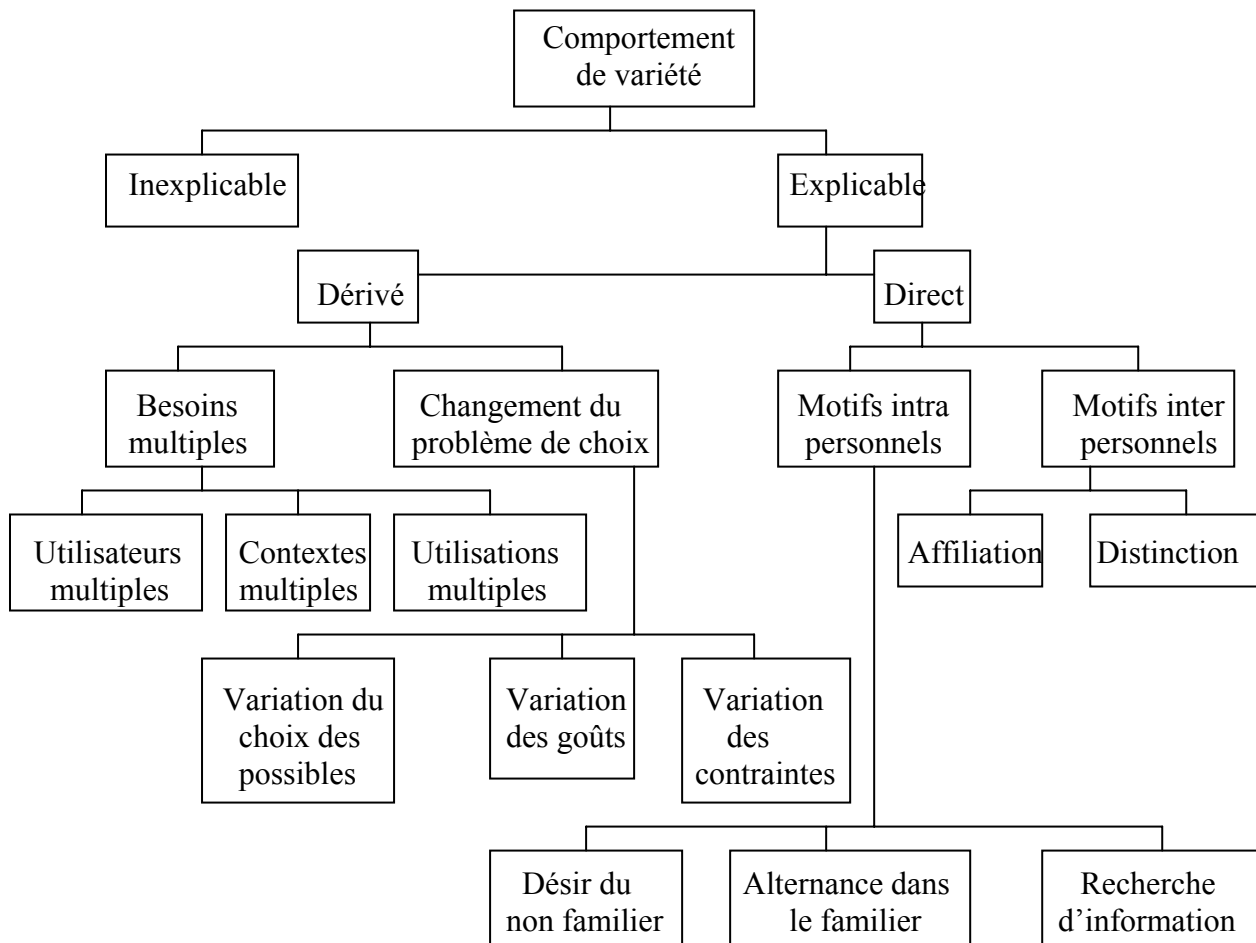 Comportement
de variété
Inexplicable
Explicable
Dérivé
Direct
Besoins
multiples
Changement du
problème de choix
Motifs intra
personnels
Motifs inter
personnels
Utilisateurs
multiples
Contextes
multiples
Utilisations
multiples
Affiliation
Distinction
Variation du
choix des
possibles
Variation
des goûts
Variation
des
contraintes
Désir du
non familier
Alternance dans
le familier
Recherche
d’information